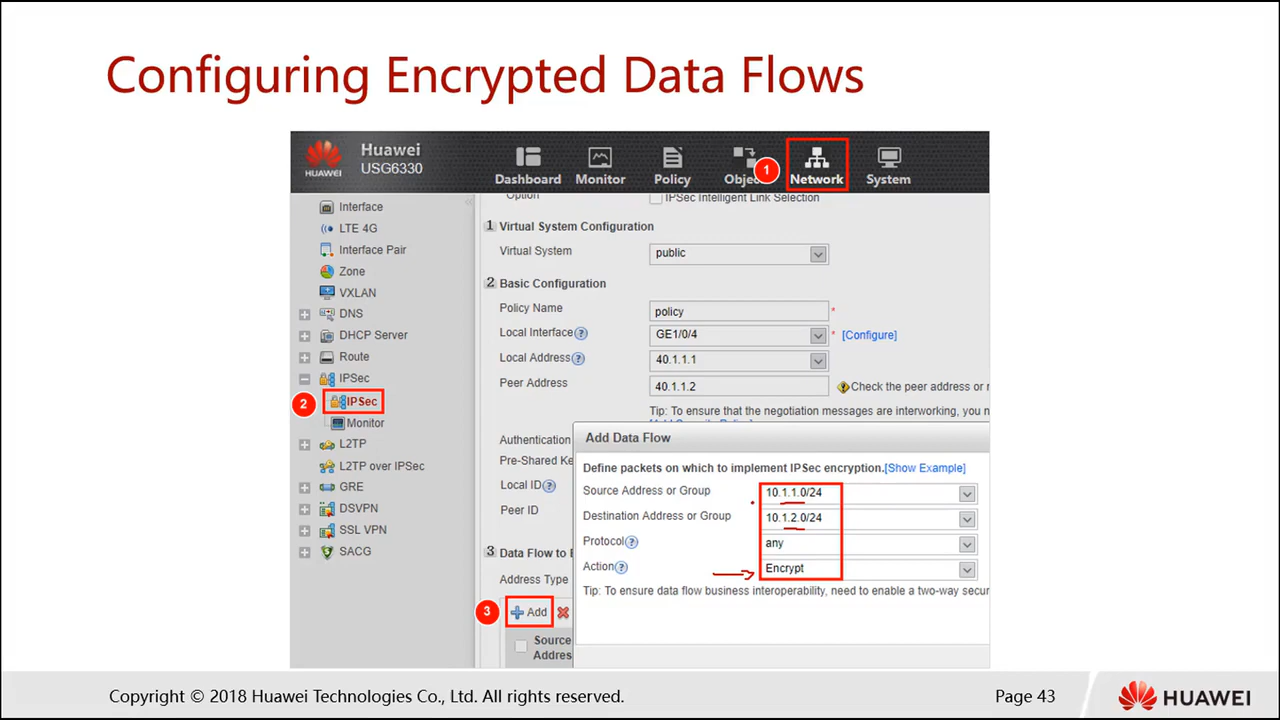 Configuring Encrypted Data Flows
HUAWEI
Huawei
USG6330
Dashboard
Monitor
Policy
Objec
1
Network
System
Interface
LTE 4G
Interface Pair
Zone
VXLAN
DNS
DHCP Server
Route
IPSec
2
IPSec
Monitor
L2TP
L2TP over IPSec
GRE
DSVPN
SSL VPN
SACG
Option
IPSec Intelligent Link Selection
1 Virtual System Configuration
Virtual System public
2 Basic Configuration
Policy Name policy *
Local Interface ? GE1/0/4 * [Configure]
Local Address ? 40.1.1.1
Peer Address 40.1.1.2 Check the peer address or
Tip: To ensure that the negotiation messages are interworking, you n
Authentication
Pre-Shared Ke
Local ID ?
Peer ID
3 Data Flow to
Address Type
3 Add
Source
Addres
Add Data Flow
Define packets on which to implement IPSec encryption.[Show Example]
Source Address or Group 10.1.1.0/24
Destination Address or Group 10.1.2.0/24
Protocol ? any
Action ? Encrypt
Tip: To ensure data flow business interoperability, need to enable a two-way secur
Copyright © 2018 Huawei Technologies Co., Ltd. All rights reserved.
Page 43
HUAWEI